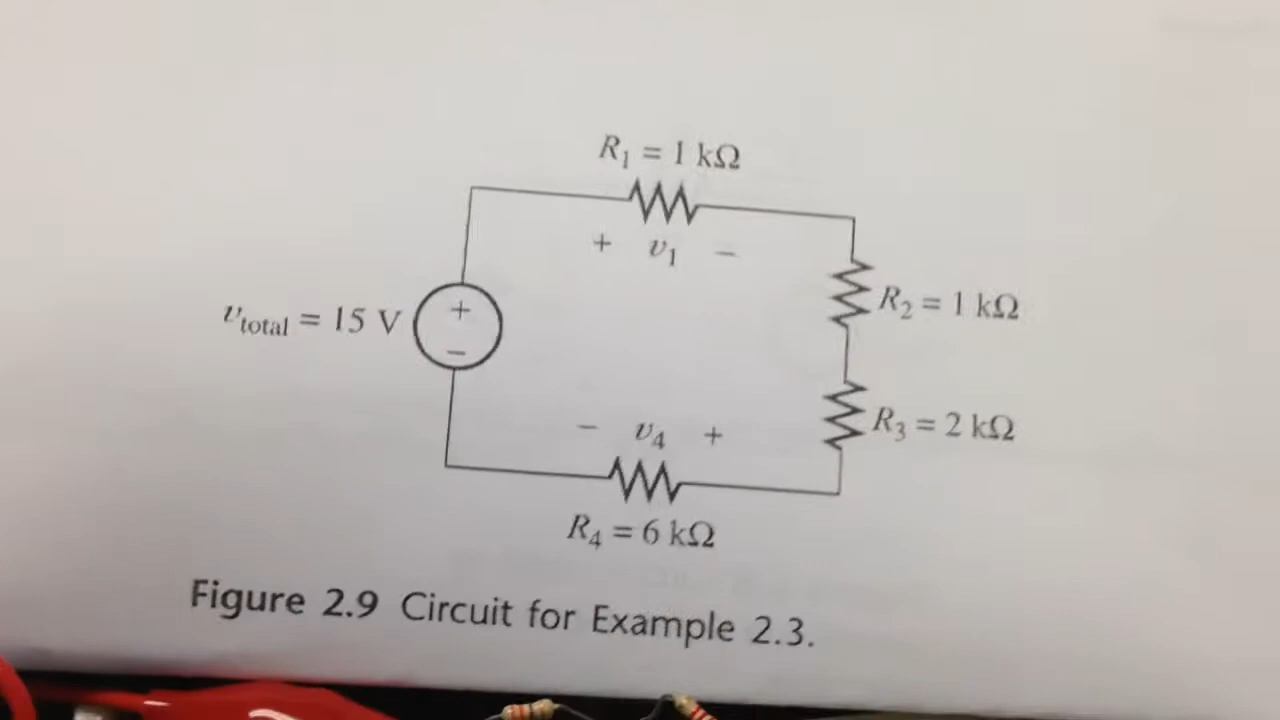 R₁ = 1 kΩ
+ v₁ −
R₂ = 1 kΩ
v_total = 15 V
+
−
R₃ = 2 kΩ
− v₄ +
R₄ = 6 kΩ
Figure 2.9 Circuit for Example 2.3.